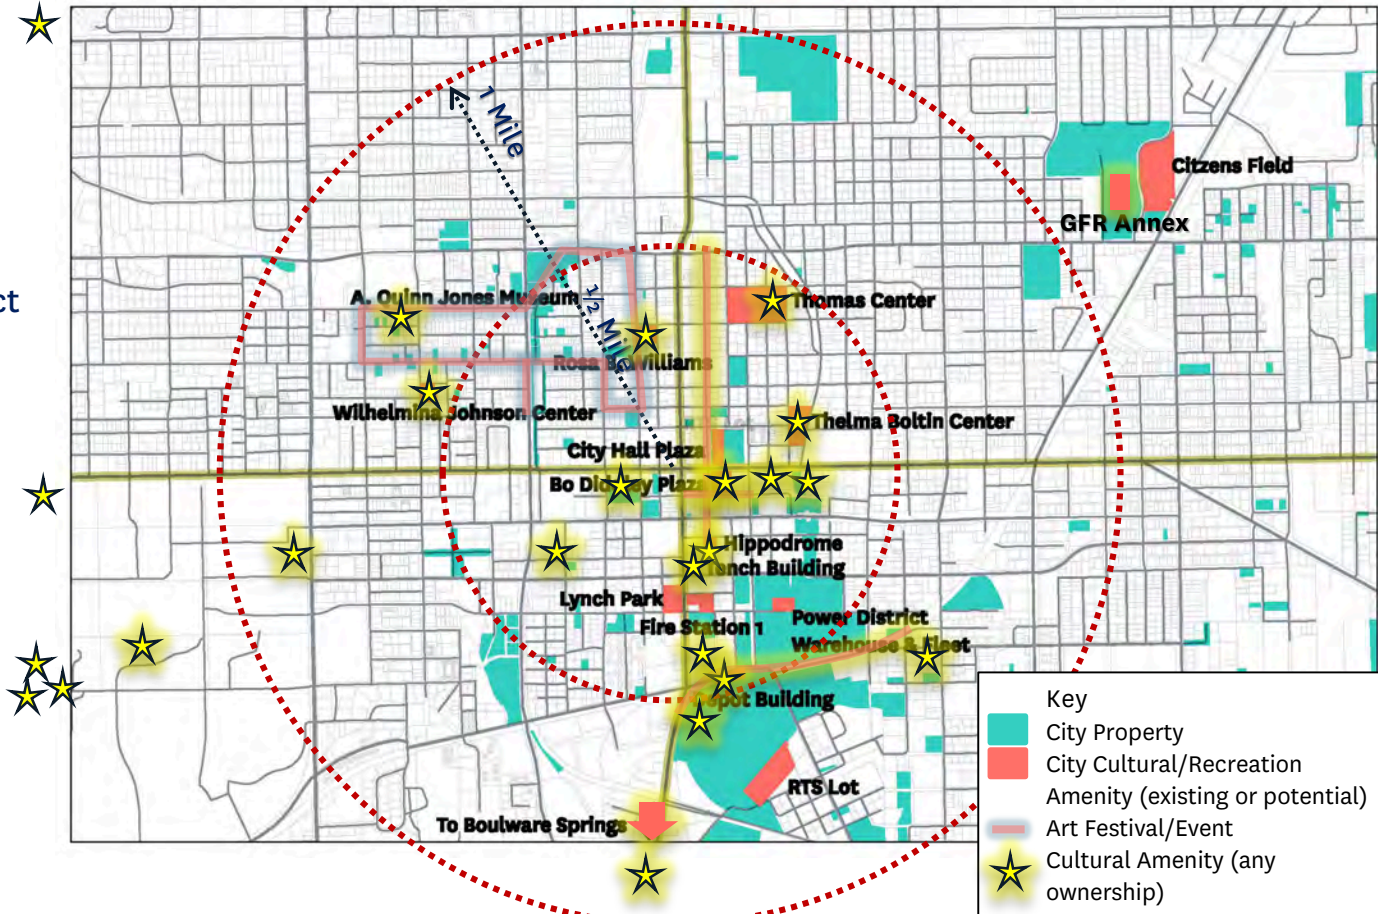 1 Mile
Citzens Field
GFR Annex
ct
A. Quinn Jones Museum
1/2 Mile
Thomas Center
Rosa B. Williams
Wilhelmina Johnson Center
Thelma Boltin Center
City Hall Plaza
Bo Diddley Plaza
Hippodrome
Tench Building
Lynch Park
Power District
Fire Station 1
Warehouse & Fleet
Depot Building
RTS Lot
To Boulware Springs
Key
City Property
City Cultural/Recreation
Amenity (existing or potential)
Art Festival/Event
Cultural Amenity (any
ownership)